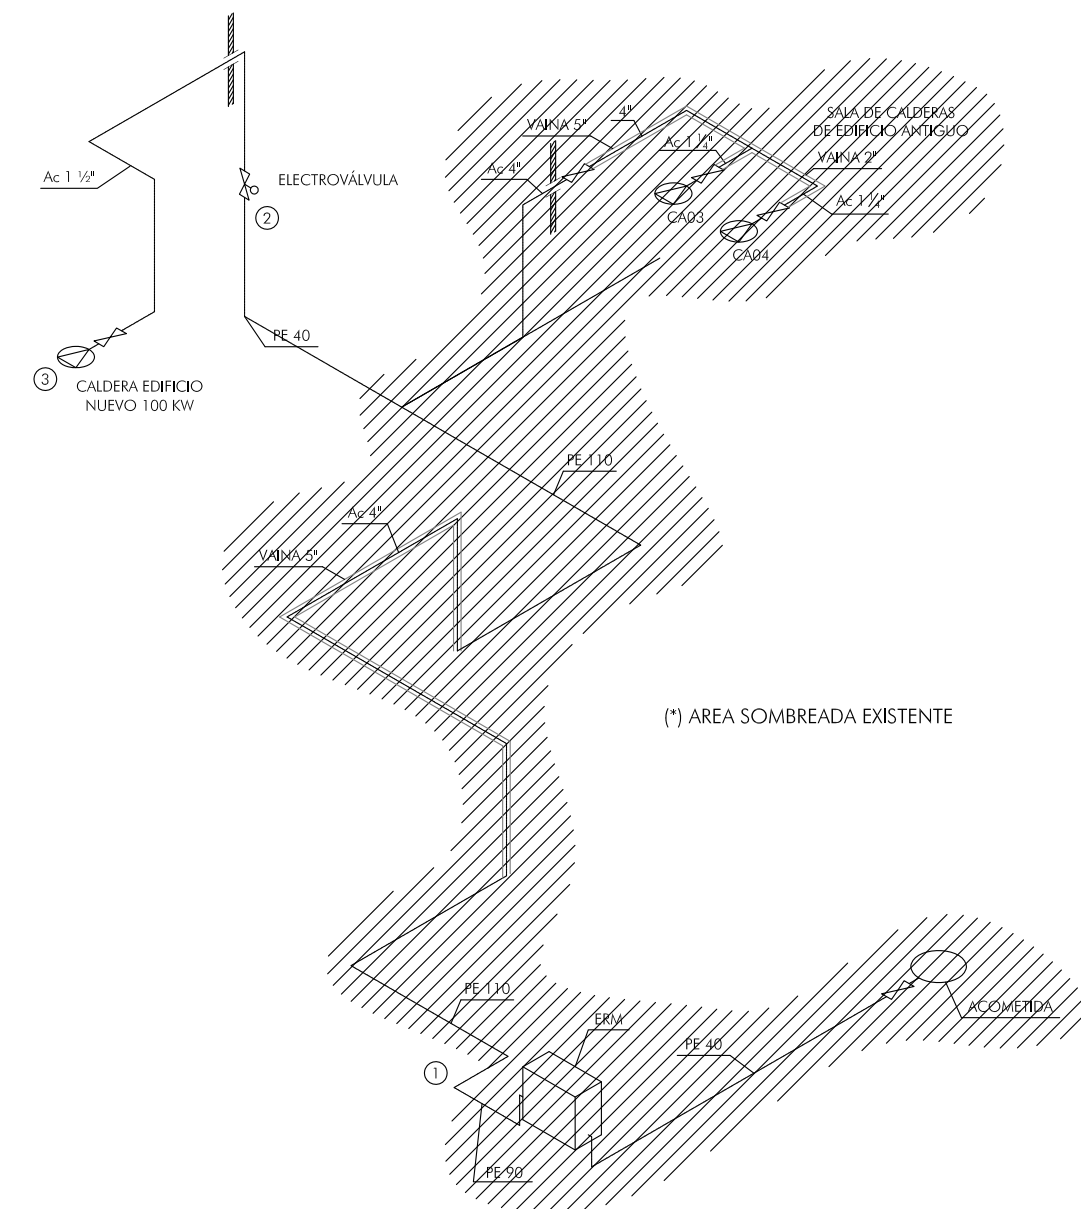 SALA DE CALDERAS
DE EDIFICIO ANTIGUO
4"
VAINA 5"
Ac 1 ¼"
VAINA 2"
Ac 4"
Ac 1 ½"
ELECTROVÁLVULA
Ac 1 ¼"
CA03
2
CA04
PE 40
3
CALDERA EDIFICIO
NUEVO 100 KW
PE 110
Ac 4"
VAINA 5"
(*) AREA SOMBREADA EXISTENTE
PE 110
ACOMETIDA
ERM
PE 40
1
PE 90